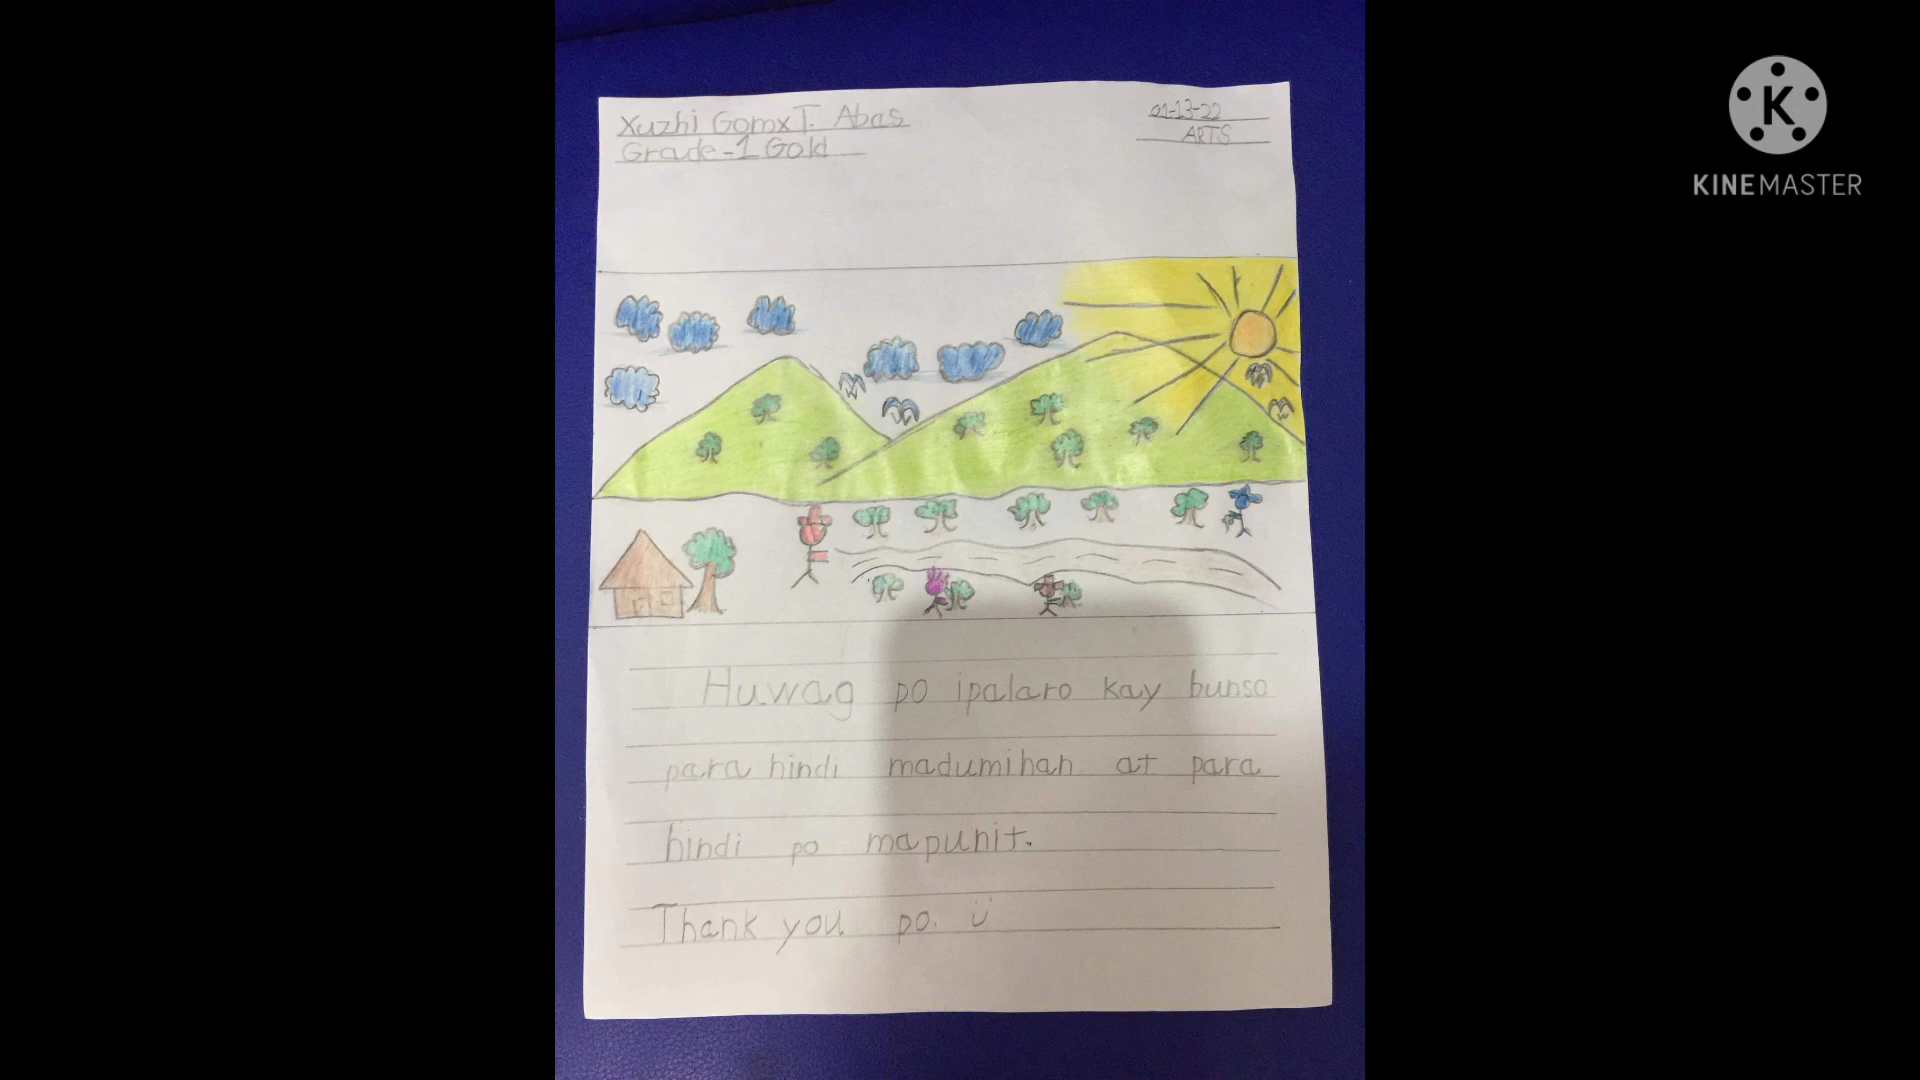 Xuzhi Gomx T. Abas
Grade-1 Gold
01-13-22
ARTS
K
KINEMASTER
Huwag po ipalaro kay bunso
para hindi madumihan at para
hindi po mapunit.
Thank you po. ü